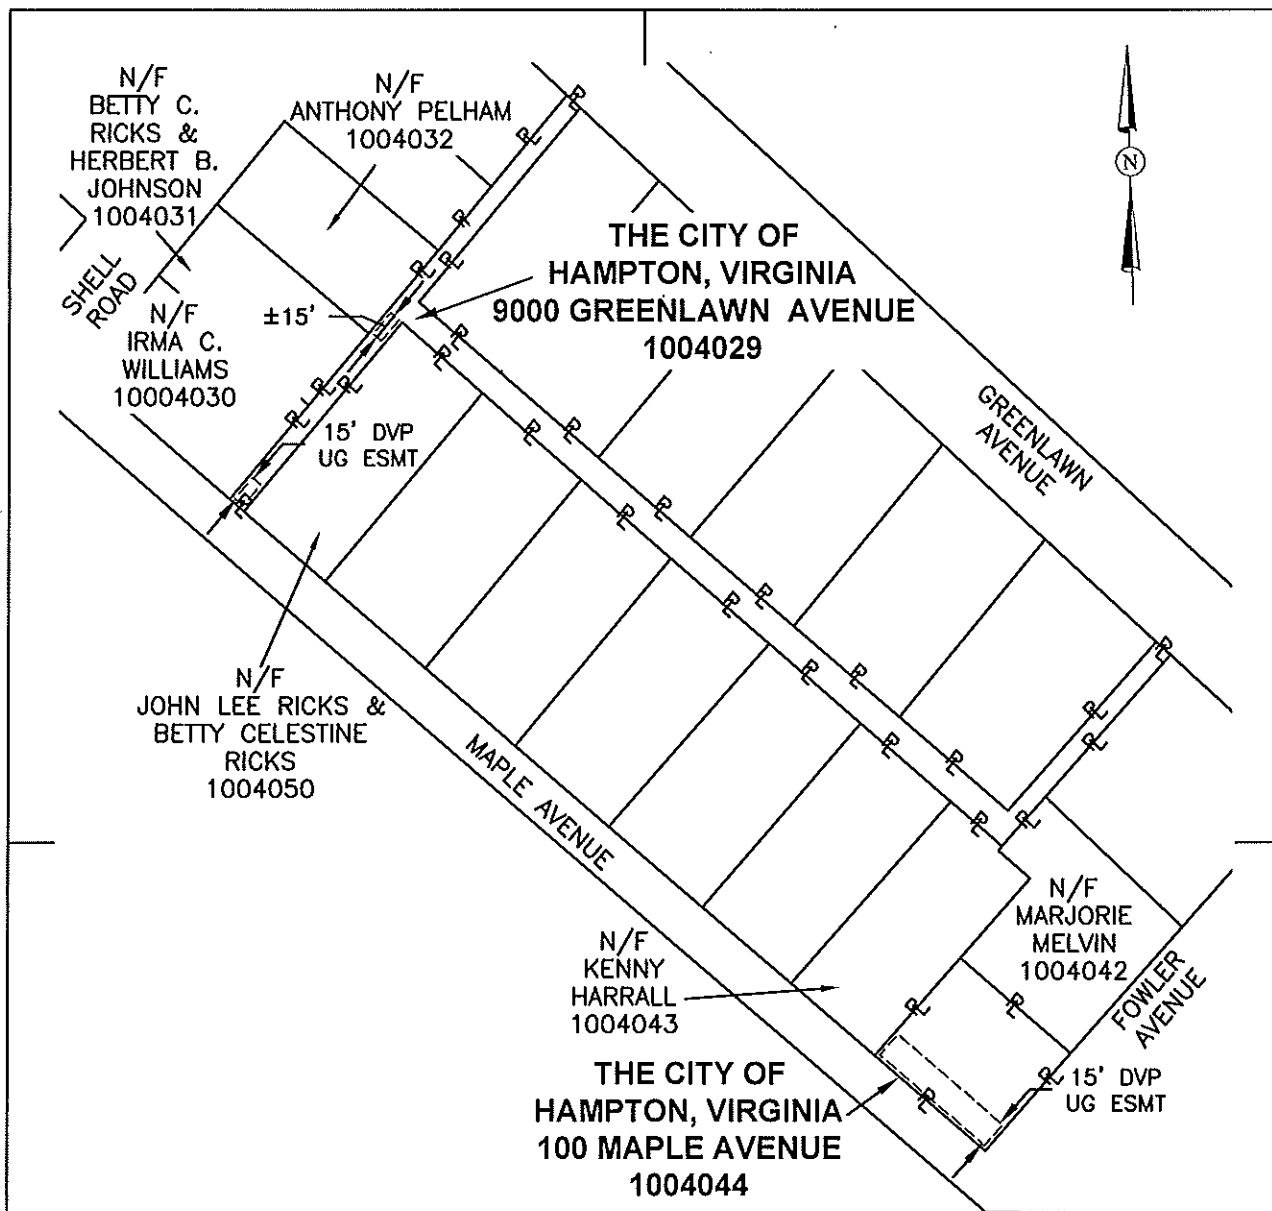 N/F
BETTY C.
RICKS &
HERBERT B.
JOHNSON
1004031
N/F
ANTHONY PELHAM
1004032
N
SHELL
ROAD
N/F
IRMA C.
WILLIAMS
10004030
±15'
THE CITY OF
HAMPTON, VIRGINIA
9000 GREENLAWN AVENUE
1004029
15' DVP
UG ESMT
GREENLAWN
AVENUE
N/F
JOHN LEE RICKS &
BETTY CELESTINE
RICKS
1004050
MAPLE AVENUE
N/F
KENNY
HARRALL
1004043
N/F
MARJORIE
MELVIN
1004042
FOWLER
AVENUE
THE CITY OF
HAMPTON, VIRGINIA
100 MAPLE AVENUE
1004044
15' DVP
UG ESMT